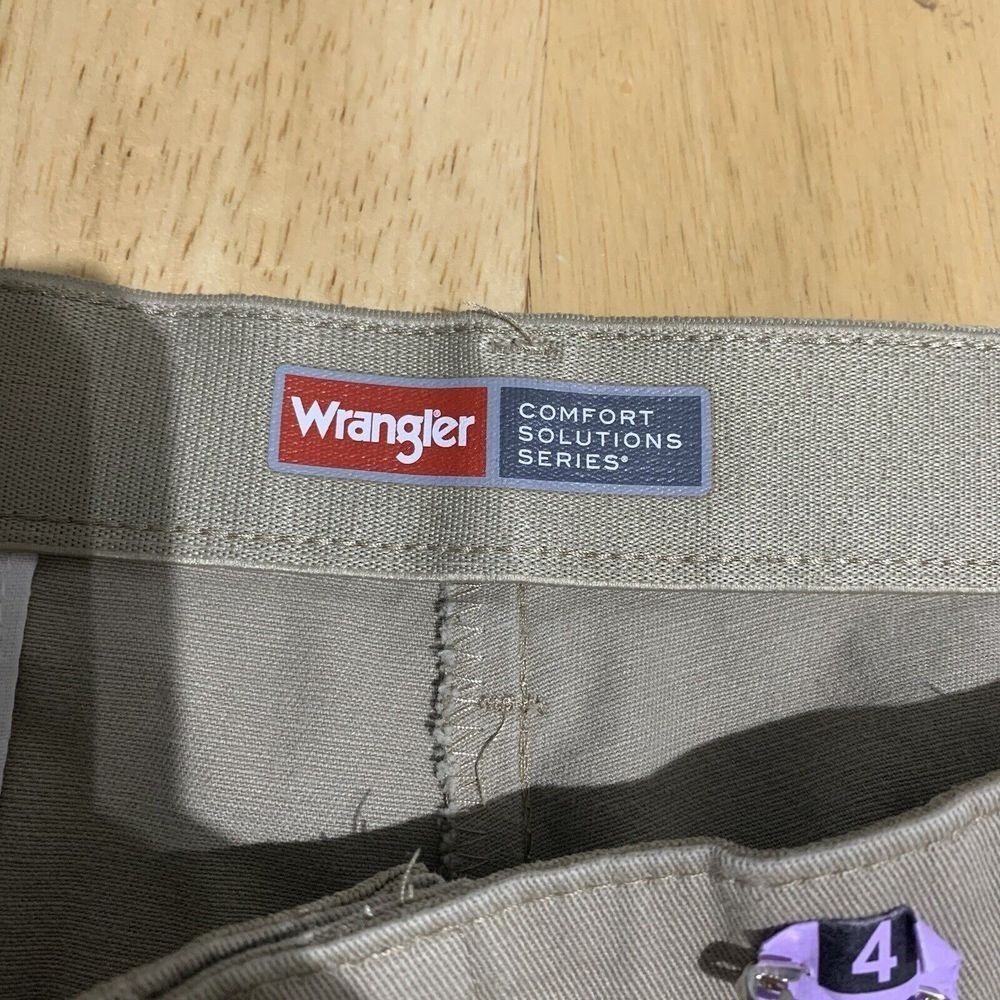 Wrangler
COMFORT
SOLUTIONS
SERIES®
4